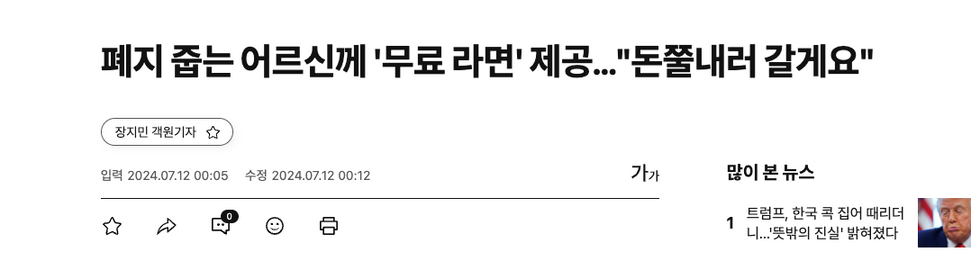 폐지 줍는 어르신께 '무료 라면' 제공..."돈쭐내러 갈게요"
장지민 객원기자
입력 2024.07.12 00:05 수정 2024.07.12 00:12
가가
0
많이 본 뉴스
1 트럼프, 한국 콕 집어 때리더
니...'뜻밖의 진실' 밝혀졌다